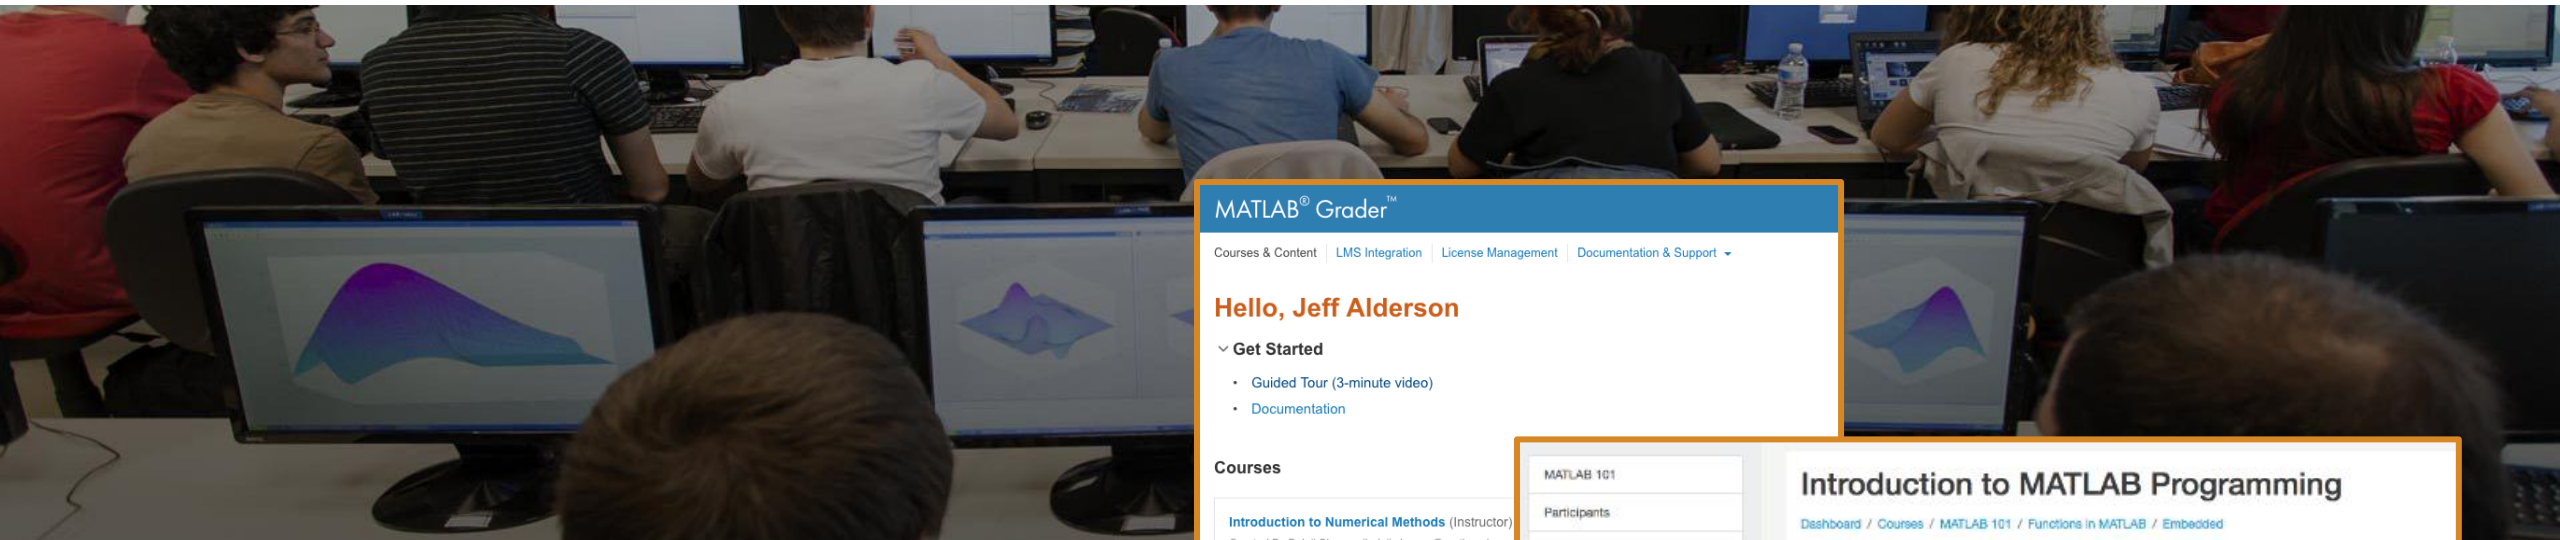 MATLAB® Grader™
Courses & Content LMS Integration License Management Documentation & Support
Hello, Jeff Alderson
Get Started
• Guided Tour (3-minute video)
• Documentation
Courses
Introduction to Numerical Methods (Instructor)
MATLAB 101
Participants
Introduction to MATLAB Programming
Dashboard / Courses / MATLAB 101 / Functions in MATLAB / Embedded